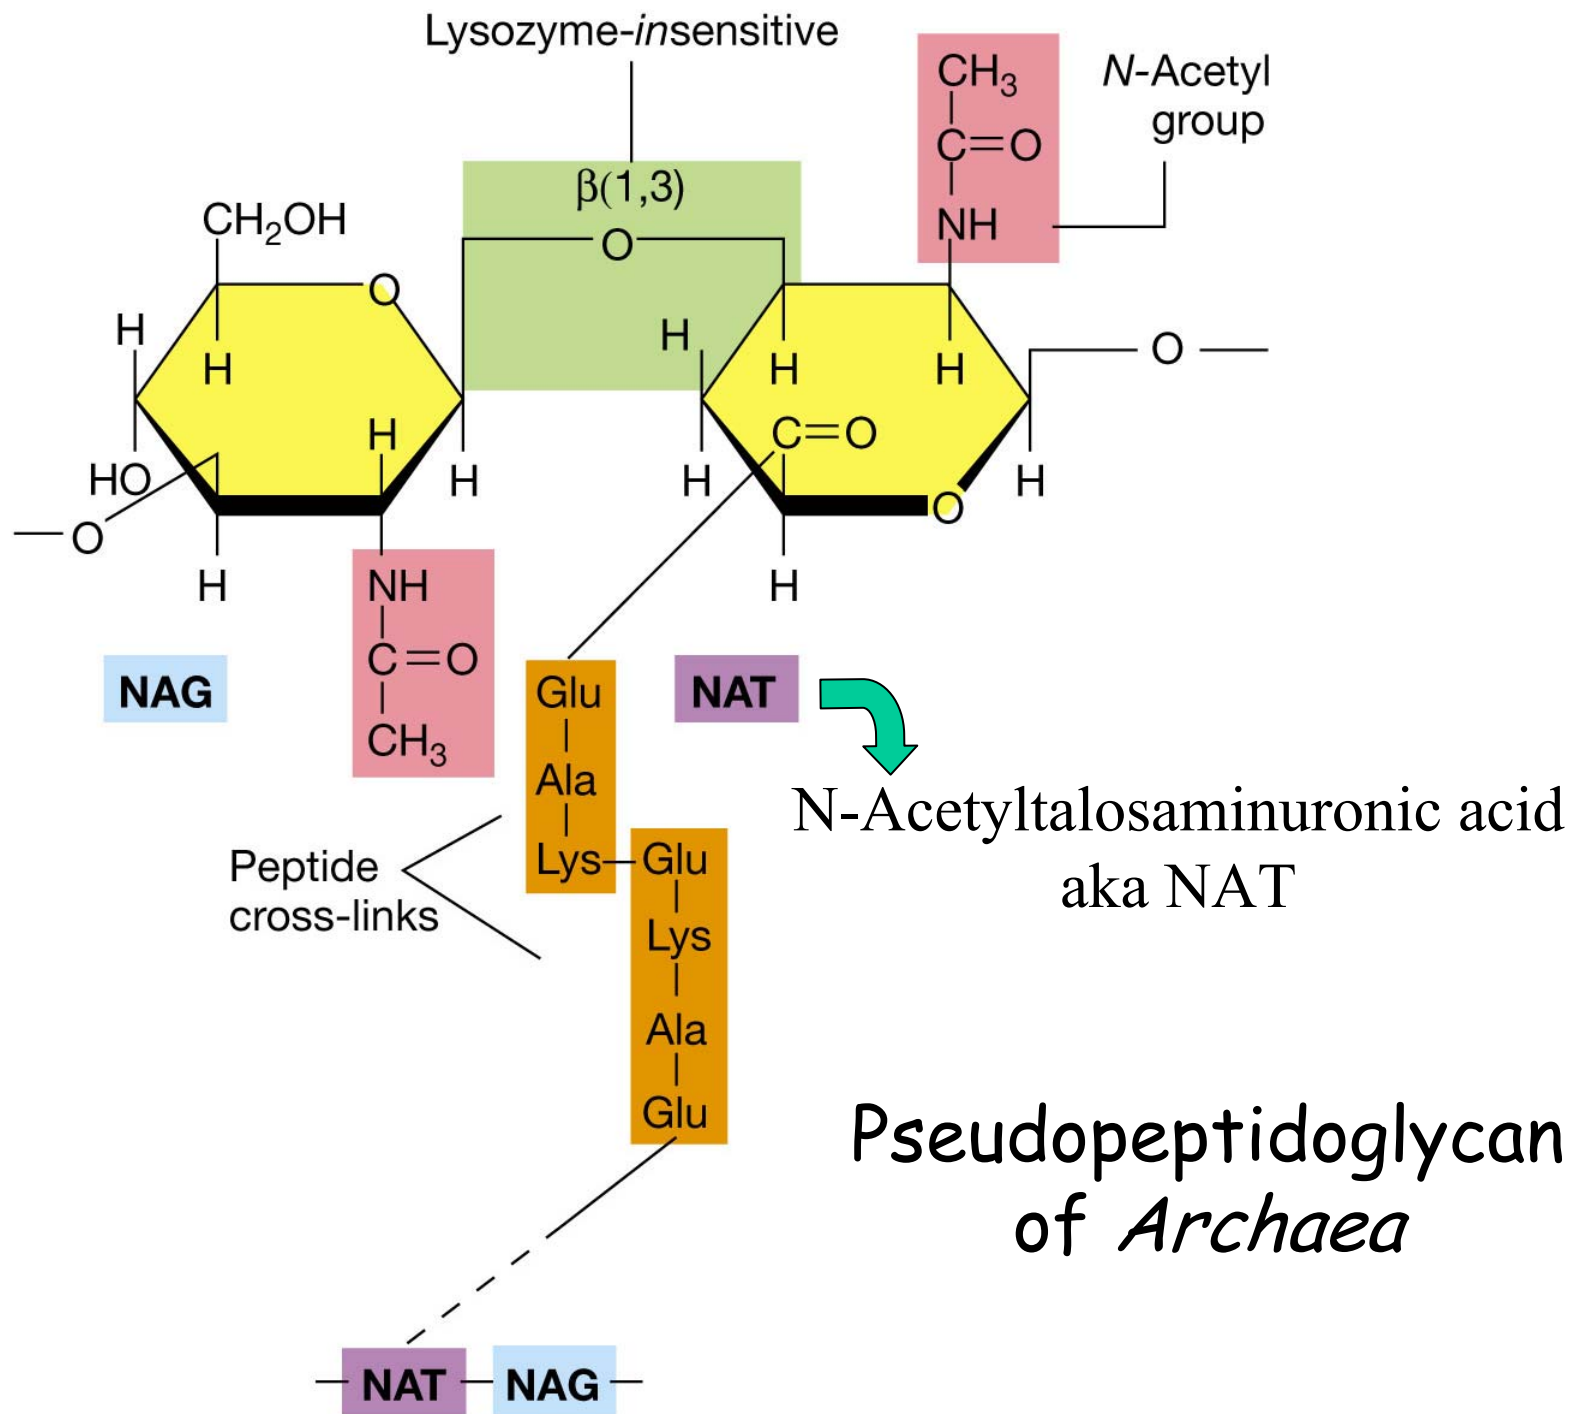 Lysozyme-insensitive
CH3
C=O
NH
N-Acetyl
group
β(1,3)
O
CH2OH
O
H
H
H
HO
H
H
O
H
NH
C=O
CH3
H
H
H
H
C=O
O
H
H
O
H
NAG
Glu
Ala
Lys
Glu
Lys
Ala
Glu
NAT
N-Acetyltalosaminuronic acid
aka NAT
Peptide
cross-links
Pseudopeptidoglycan
of Archaea
NAT
NAG